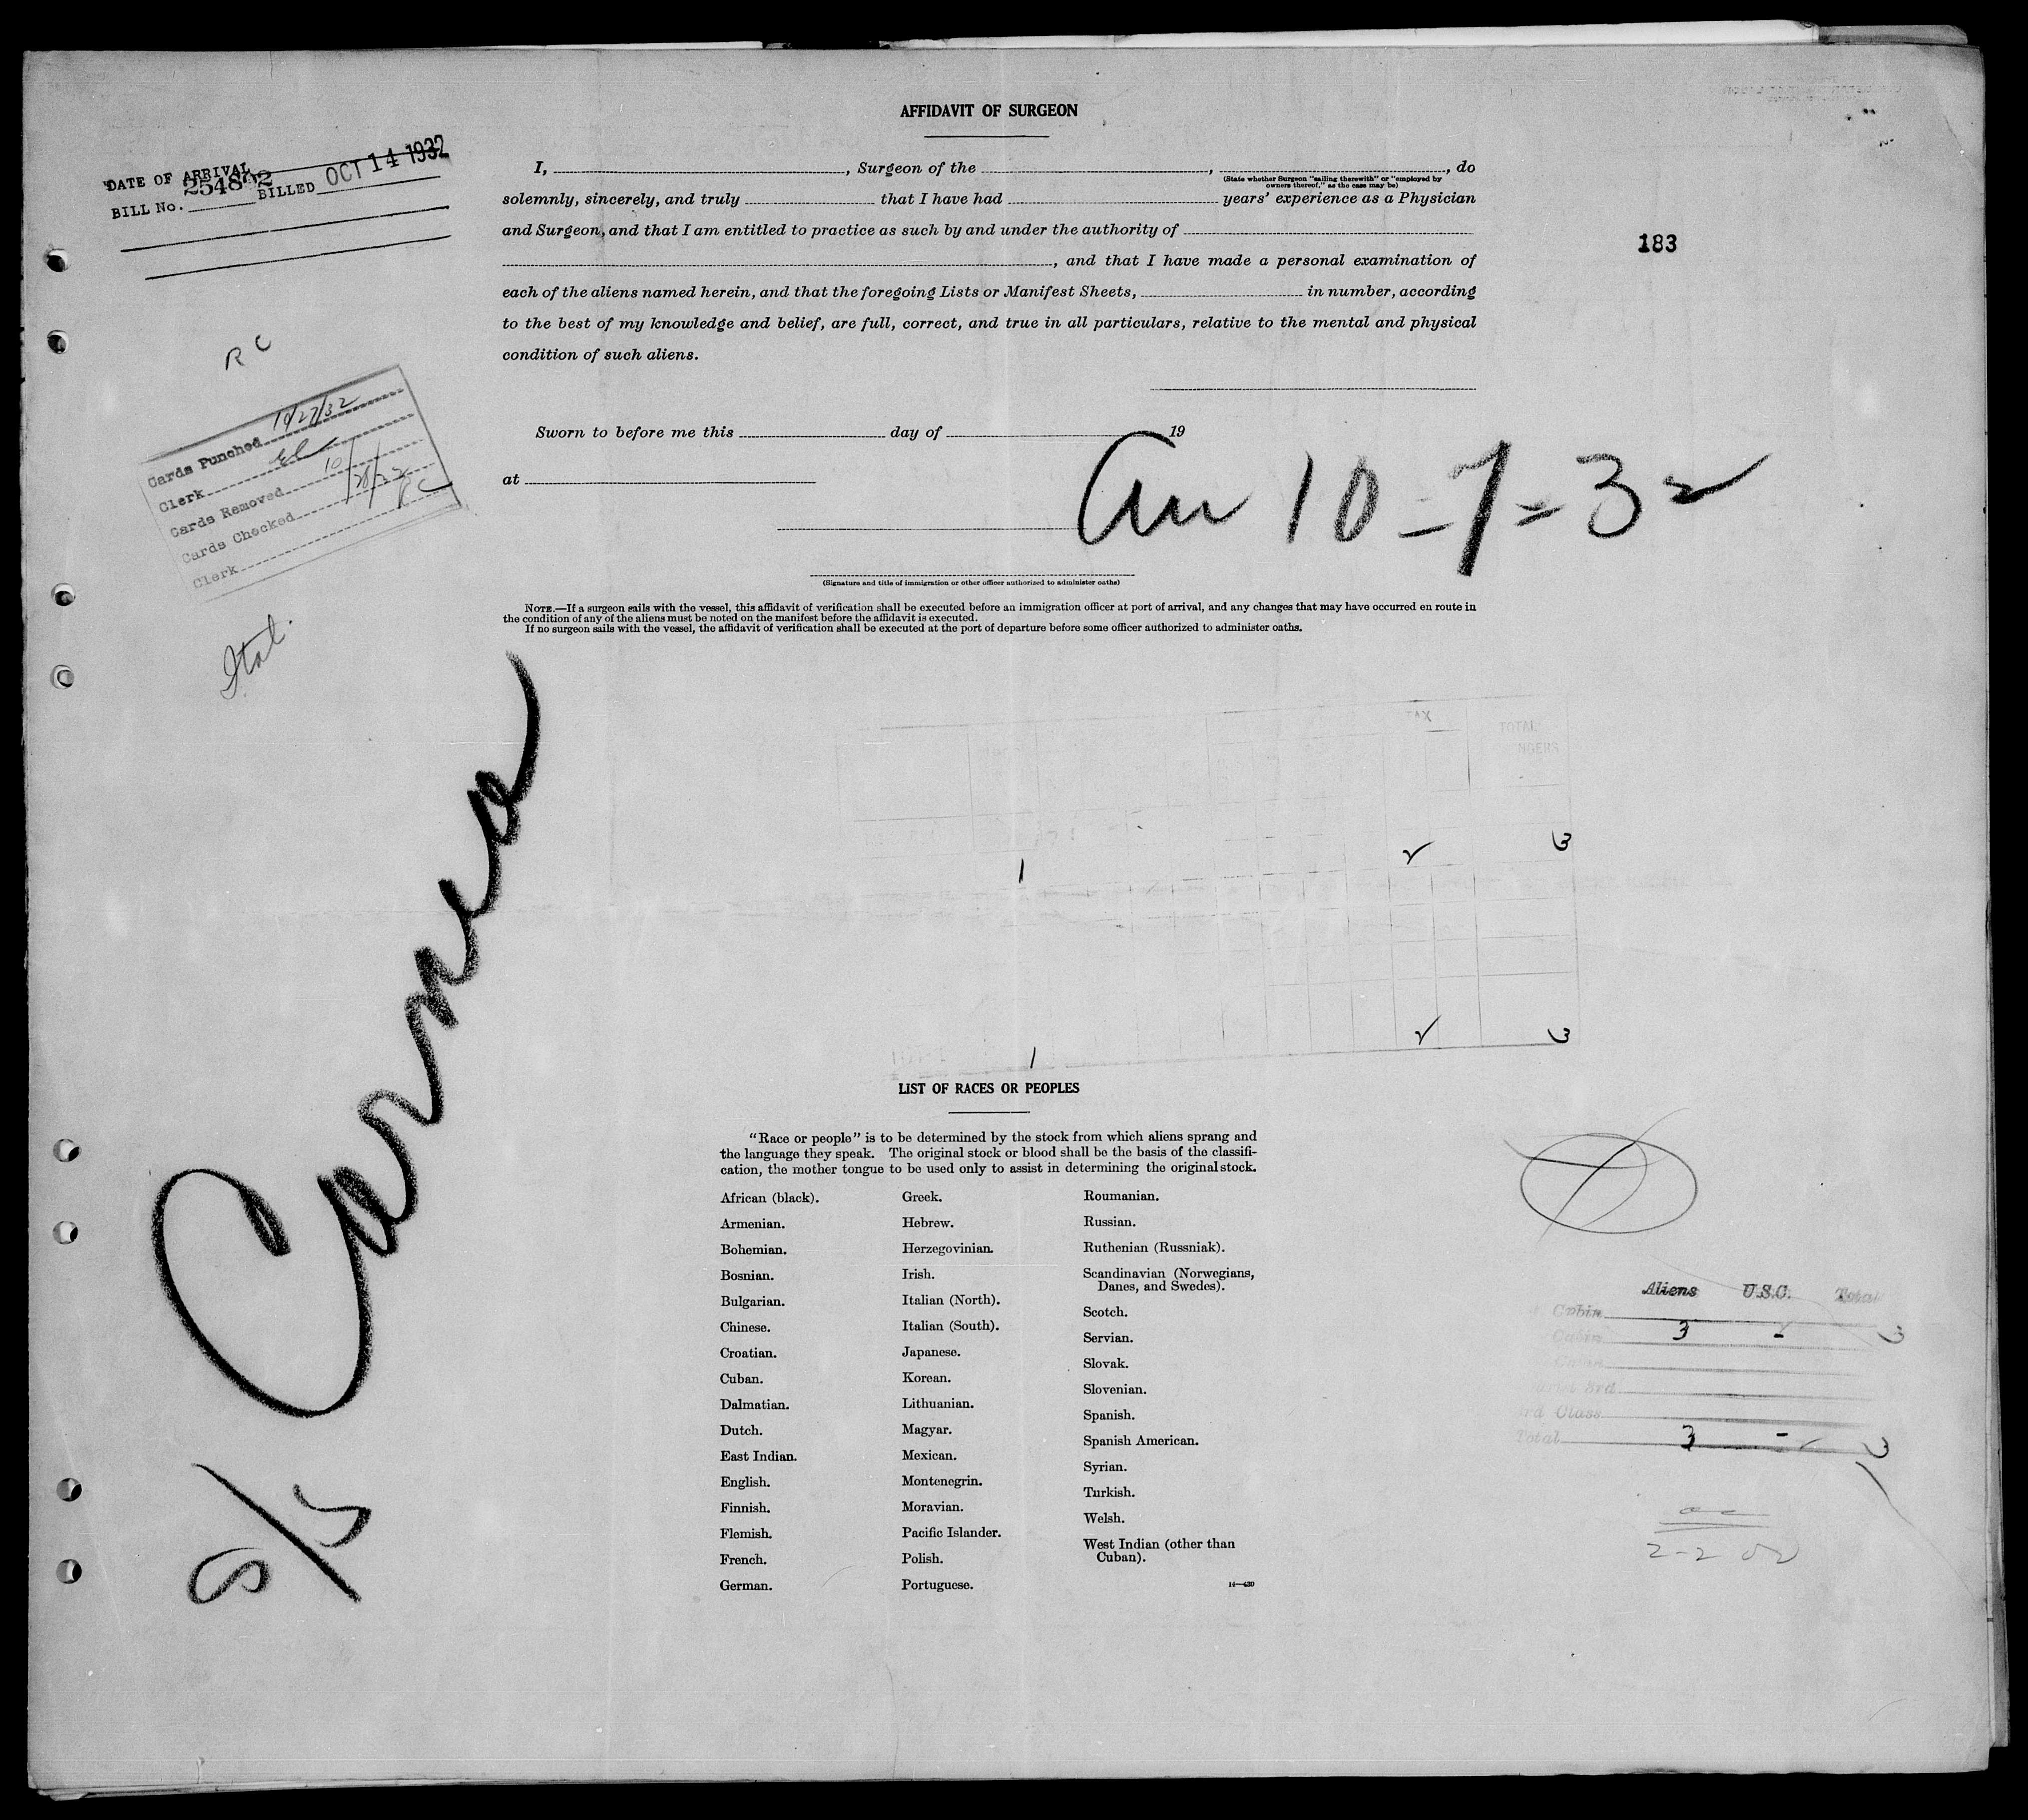 AFFIDAVIT OF SURGEON
DATE OF ARRIVAL
BILL No. 254862 BILLED OCT 14 1932
I, , Surgeon of the , , do
(State whether Surgeon "sailing therewith" or "employed by
owners thereof," as the case may be)
solemnly, sincerely, and truly that I have had years' experience as a Physician
and Surgeon, and that I am entitled to practice as such by and under the authority of
, and that I have made a personal examination of
each of the aliens named herein, and that the foregoing Lists or Manifest Sheets, in number, according
to the best of my knowledge and belief, are full, correct, and true in all particulars, relative to the mental and physical
condition of such aliens.
183
R C
Cards Punched 10/27/32
Clerk
Cards Removed 10/28/32
Cards Checked RC
Clerk
Sworn to before me this day of 19
at
10-7-32
(Signature and title of immigration or other officer authorized to administer oaths)
NOTE.—If a surgeon sails with the vessel, this affidavit of verification shall be executed before an immigration officer at port of arrival, and any changes that may have occurred en route in
the condition of any of the aliens must be noted on the manifest before the affidavit is executed.
If no surgeon sails with the vessel, the affidavit of verification shall be executed at the port of departure before some officer authorized to administer oaths.
Ital.
S/S
TAX
TOTAL
3
1
3
1
LIST OF RACES OR PEOPLES
"Race or people" is to be determined by the stock from which aliens sprang and
the language they speak. The original stock or blood shall be the basis of the classifi-
cation, the mother tongue to be used only to assist in determining the original stock.
African (black).
Armenian.
Bohemian.
Bosnian.
Bulgarian.
Chinese.
Croatian.
Cuban.
Dalmatian.
Dutch.
East Indian.
English.
Finnish.
Flemish.
French.
German.
Greek.
Hebrew.
Herzegovinian.
Irish.
Italian (North).
Italian (South).
Japanese.
Korean.
Lithuanian.
Magyar.
Mexican.
Montenegrin.
Moravian.
Pacific Islander.
Polish.
Portuguese.
Roumanian.
Russian.
Ruthenian (Russniak).
Scandinavian (Norwegians,
Danes, and Swedes).
Scotch.
Servian.
Slovak.
Slovenian.
Spanish.
Spanish American.
Syrian.
Turkish.
Welsh.
West Indian (other than
Cuban).
14—430
Aliens U.S.C. Total
Cabin
Cabin 3 - 3
3rd
rd Class
Total 3 - 3